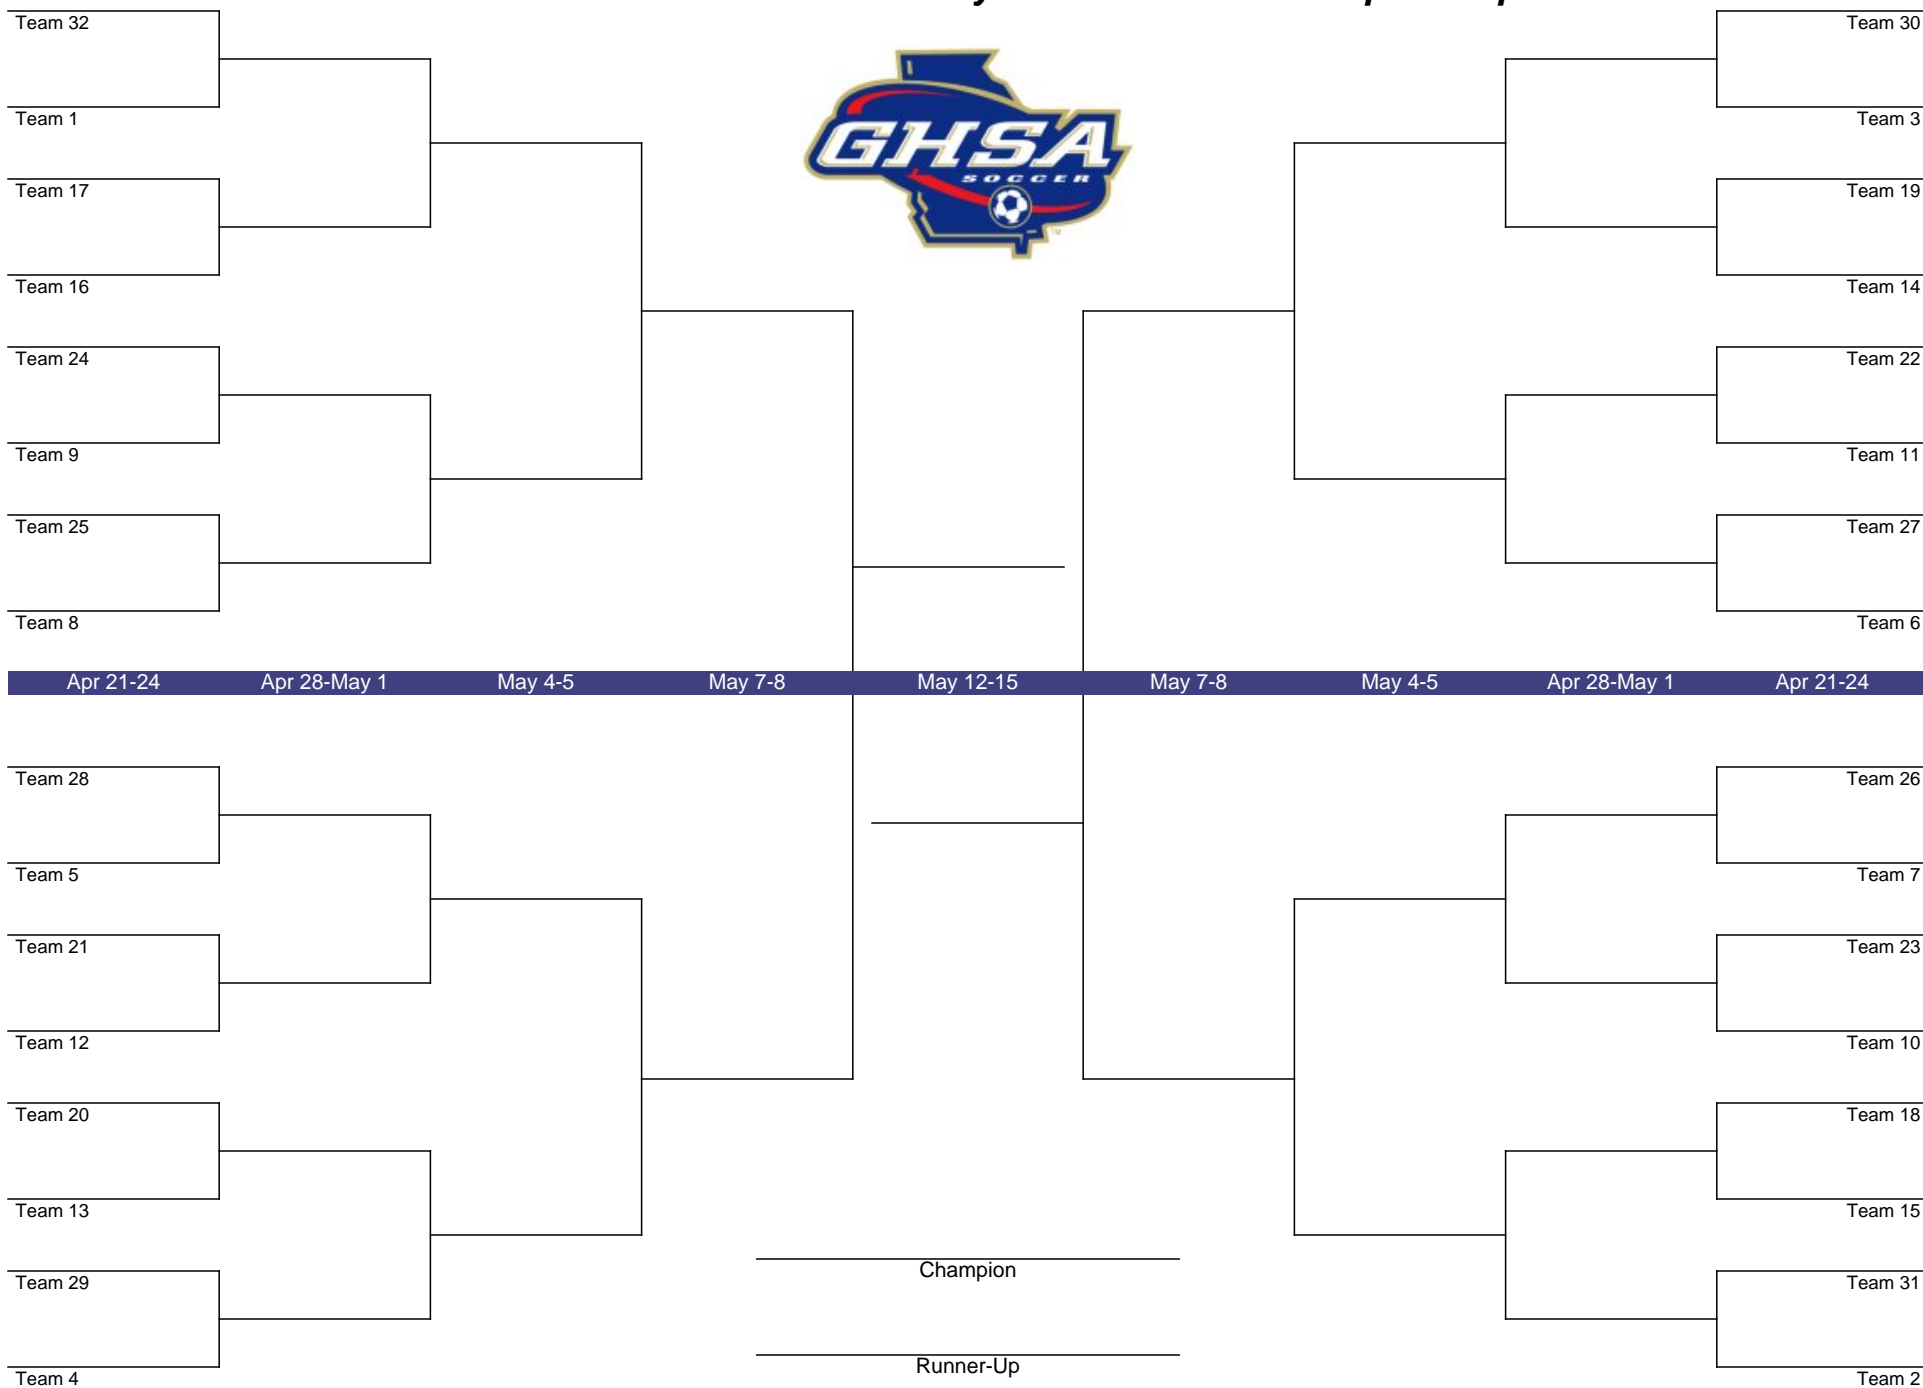 Team 32
Team 30
Team 1
Team 3
GHSA
SOCCER
TM
Team 17
Team 19
Team 16
Team 14
Team 24
Team 22
Team 9
Team 11
Team 25
Team 27
Team 8
Team 6
Apr 21-24 Apr 28-May 1 May 4-5 May 7-8 May 12-15 May 7-8 May 4-5 Apr 28-May 1 Apr 21-24
Team 28
Team 26
Team 5
Team 7
Team 21
Team 23
Team 12
Team 10
Team 20
Team 18
Team 13
Team 15
Champion
Team 29
Team 31
Runner-Up
Team 4
Team 2